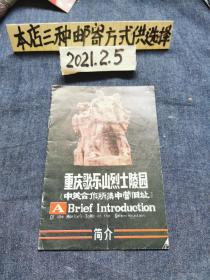 本店三种邮寄方式供选择
2021.2.5
重庆歌乐山烈士陵园
(中美合作所集中营旧址)
A Brief Introduction
简介